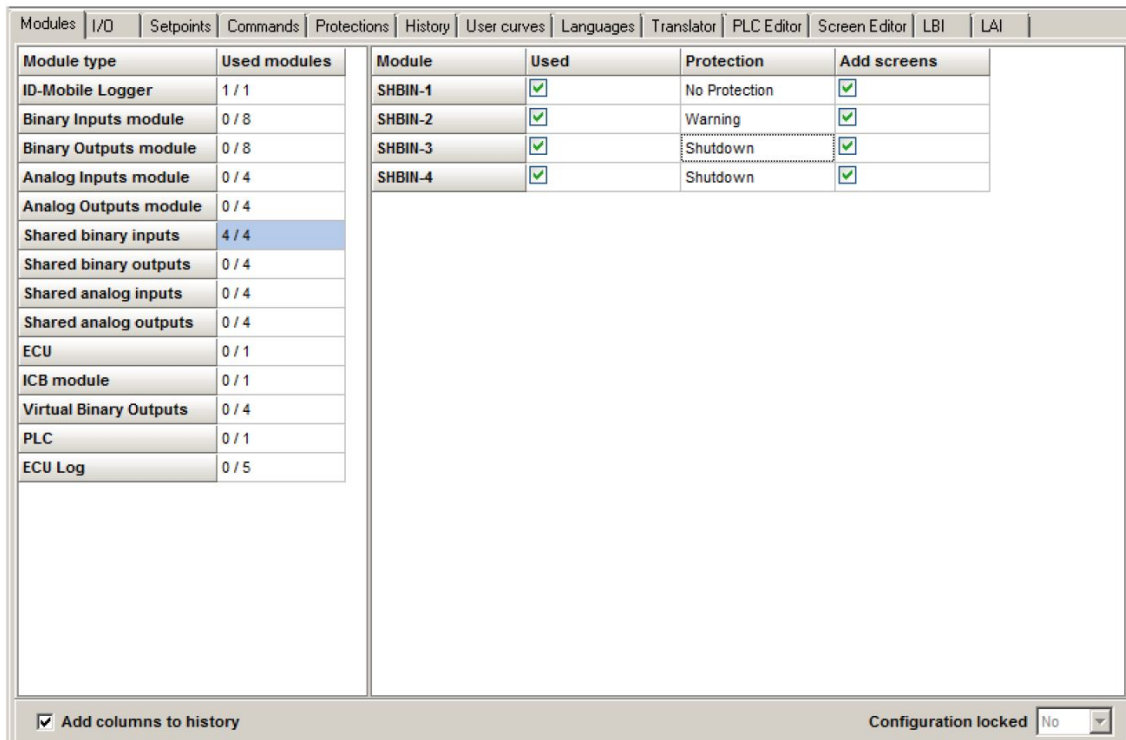 Modules I/O Setpoints Commands Protections History User curves Languages Translator PLC Editor Screen Editor LBI LAI
Module type Used modules Module Used Protection Add screens
ID-Mobile Logger 1 / 1 SHBIN-1 No Protection
Binary Inputs module 0 / 8 SHBIN-2 Warning
Binary Outputs module 0 / 8 SHBIN-3 Shutdown
Analog Inputs module 0 / 4 SHBIN-4 Shutdown
Analog Outputs module 0 / 4
Shared binary inputs 4 / 4
Shared binary outputs 0 / 4
Shared analog inputs 0 / 4
Shared analog outputs 0 / 4
ECU 0 / 1
ICB module 0 / 1
Virtual Binary Outputs 0 / 4
PLC 0 / 1
ECU Log 0 / 5
Add columns to history Configuration locked No